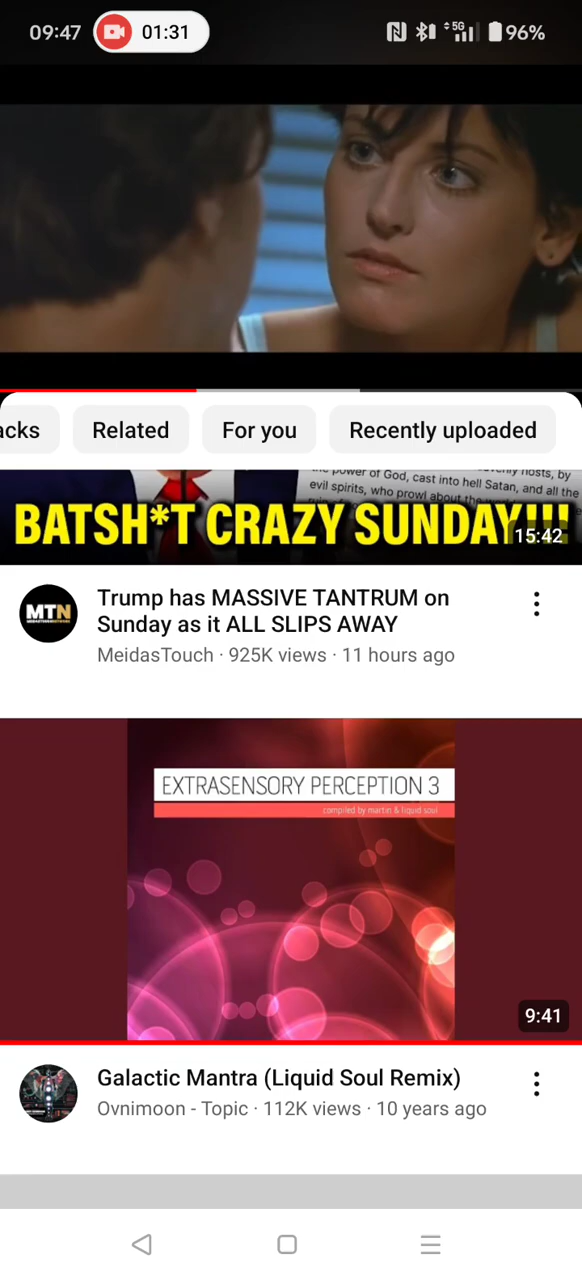 09:47
01:31
5G
96%
acks
Related
For you
Recently uploaded
power of God, cast into hell Satan, and all the
evil spirits, who prowl about the
BATSH*T CRAZY SUNDAY!!!
15:42
MTN
Trump has MASSIVE TANTRUM on
Sunday as it ALL SLIPS AWAY
MeidasTouch · 925K views · 11 hours ago
EXTRASENSORY PERCEPTION 3
compiled by martin & liquid soul
9:41
Galactic Mantra (Liquid Soul Remix)
Ovnimoon - Topic · 112K views · 10 years ago